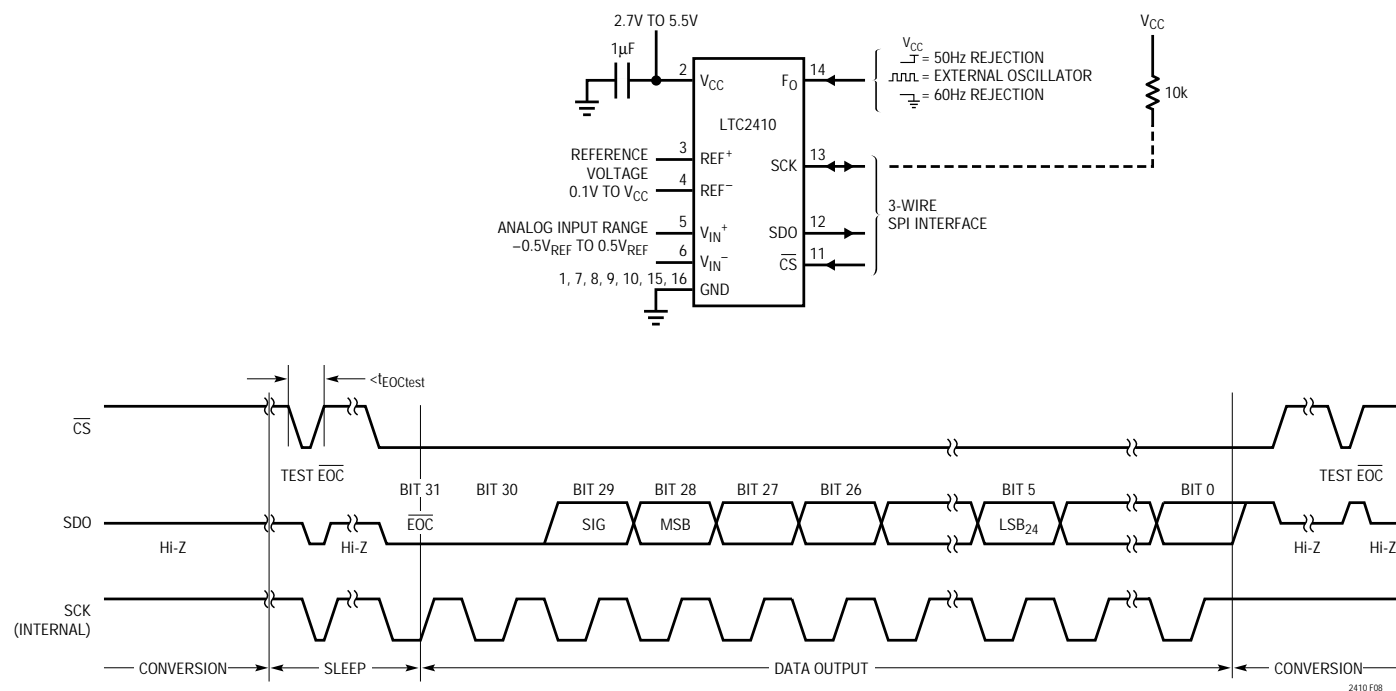 2.7V TO 5.5V
1µF
2
VCC
LTC2410
FO
14
VCC
= 50Hz REJECTION
= EXTERNAL OSCILLATOR
= 60Hz REJECTION
VCC
10k
REFERENCE
VOLTAGE
0.1V TO VCC
3
REF+
4
REF–
SCK
13
ANALOG INPUT RANGE
–0.5VREF TO 0.5VREF
5
VIN+
6
VIN–
SDO
12
CS
11
3-WIRE
SPI INTERFACE
1, 7, 8, 9, 10, 15, 16
GND
<tEOCtest
CS
TEST EOC
TEST EOC
BIT 31
BIT 30
BIT 29
BIT 28
BIT 27
BIT 26
BIT 5
BIT 0
SDO
EOC
SIG
MSB
LSB24
Hi-Z
Hi-Z
Hi-Z
Hi-Z
SCK
(INTERNAL)
CONVERSION
SLEEP
DATA OUTPUT
CONVERSION
2410 F08